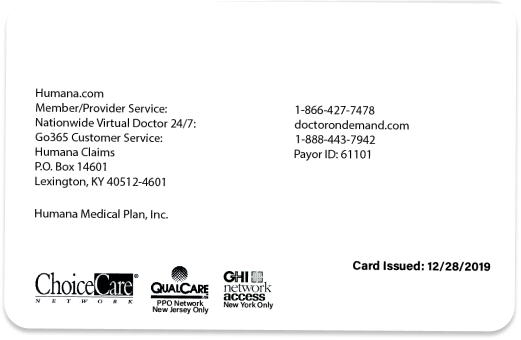 Humana.com
Member/Provider Service: 1-866-427-7478
Nationwide Virtual Doctor 24/7: doctorondemand.com
Go365 Customer Service: 1-888-443-7942
Humana Claims Payor ID: 61101
P.O. Box 14601
Lexington, KY 40512-4601
Humana Medical Plan, Inc.
Card Issued: 12/28/2019
ChoiceCare®
NETWORK
QUALCARE
PPO Network
New Jersey Only
GHI
network
access
New York Only